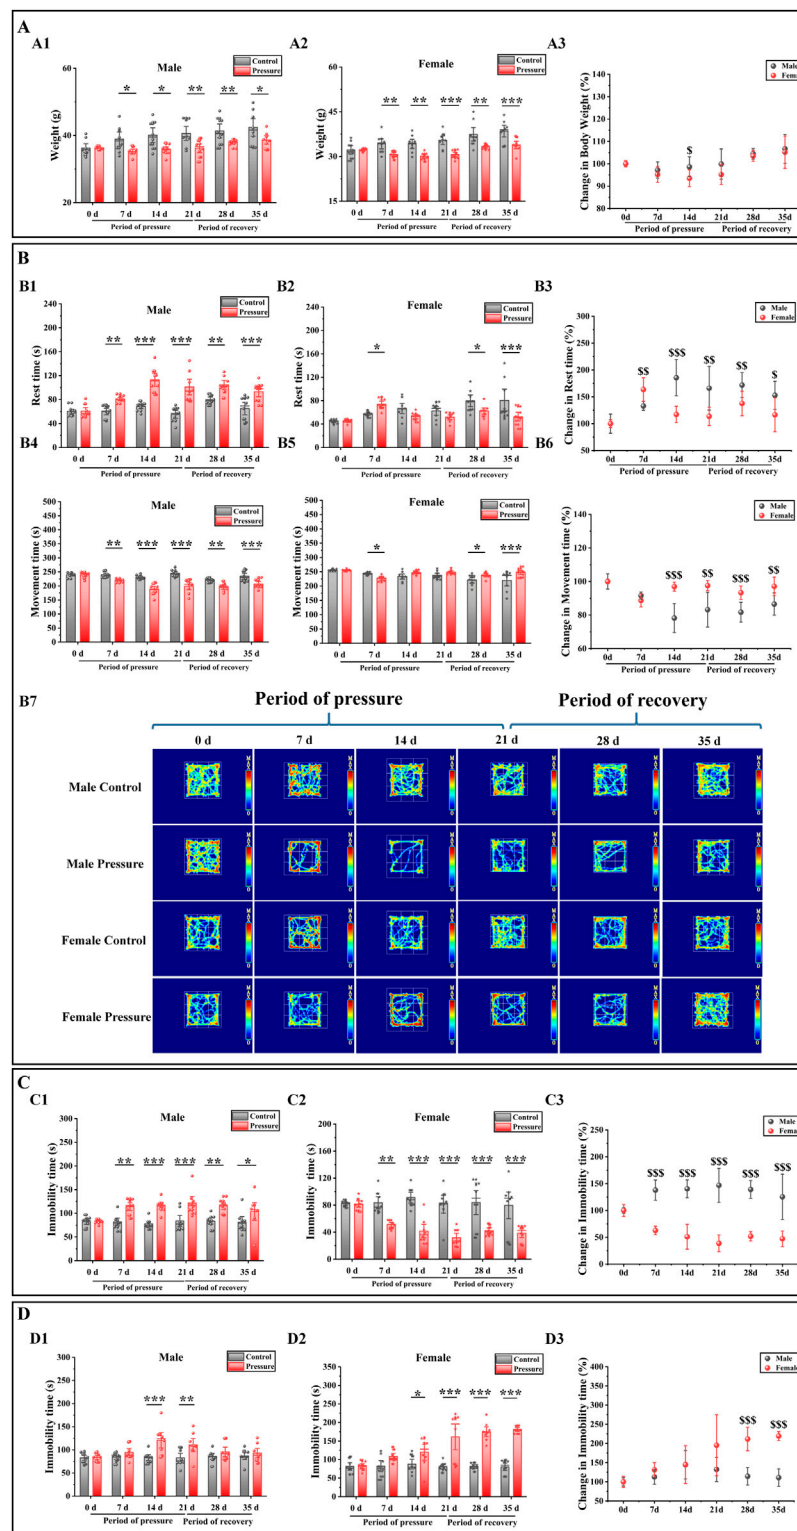 A
A1
Male
Control
Pressure
* * ** ** *
Weight (g)
60
40
20
0 d 7 d 14 d 21 d 28 d 35 d
Period of pressure Period of recovery
A2
Female
Control
Pressure
** ** *** ** ***
Weight (g)
60
45
30
15
0 d 7 d 14 d 21 d 28 d 35 d
Period of pressure Period of recovery
A3
Male
Fema
Change in Body Weight (%)
140
130
120
110
100
90
80
$
0d 7d 14d 21d 28d 35d
Period of pressure Period of recovery
B
B1
Male
Control
Pressure
** *** *** ** ***
Rest time (s)
200
160
120
80
40
0
0 d 7 d 14 d 21 d 28 d 35 d
Period of pressure Period of recovery
B2
Female
Control
Pressure
* * ***
Rest time (s)
200
160
120
80
40
0
0 d 7 d 14 d 21 d 28 d 35 d
Period of pressure Period of recovery
B3
Male
Female
Change in Rest time (%)
300
250
200
150
100
50
$$ $$$ $$ $$ $
0 d 7 d 14 d 21 d 28 d 35 d
Period of pressure Period of recovery
B4
Male
Control
Pressure
** *** *** ** ***
Movement time (s)
500
450
400
350
300
250
200
150
0
0 d 7 d 14 d 21 d 28 d 35 d
Period of pressure Period of recovery
B5
Female
Control
Pressure
* * ***
Movement time (s)
500
450
400
350
300
250
200
150
0
0 d 7 d 14 d 21 d 28 d 35 d
Period of pressure Period of recovery
B6
Male
Female
Change in Movement time (%)
140
120
100
80
60
$$$ $$ $$$ $$
0d 7d 14d 21d 28d 35d
Period of pressure Period of recovery
B7
Period of pressure Period of recovery
0 d 7 d 14 d 21 d 28 d 35 d
Male Control
Male Pressure
Female Control
Female Pressure
C
C1
Male
Control
Pressure
** *** *** ** *
Immobility time (s)
300
250
200
150
100
50
0
0 d 7 d 14 d 21 d 28 d 35 d
Period of pressure Period of recovery
C2
Female
Control
Pressure
** *** *** *** ***
Immobility time (s)
200
160
120
80
40
0
0 d 7 d 14 d 21 d 28 d 35 d
Period of pressure Period of recovery
C3
Male
Fema
Change in Immobility time (%)
250
200
150
100
50
0
$$$ $$$ $$$ $$$ $$$
0d 7d 14d 21d 28d 35d
Period of pressure Period of recovery
D
D1
Male
Control
Pressure
*** **
Immobility time (s)
300
250
200
150
100
50
0
0 d 7 d 14 d 21 d 28 d 35 d
Period of pressure Period of recovery
D2
Female
Control
Pressure
* *** *** ***
Immobility time (s)
350
300
250
200
150
100
50
0
0 d 7 d 14 d 21 d 28 d 35 d
Period of pressure Period of recovery
D3
Male
Fema
Change in Immobility time (%)
400
350
300
250
200
150
100
50
$$$ $$$
0d 7d 14d 21d 28d 35d
Period of pressure Period of recovery